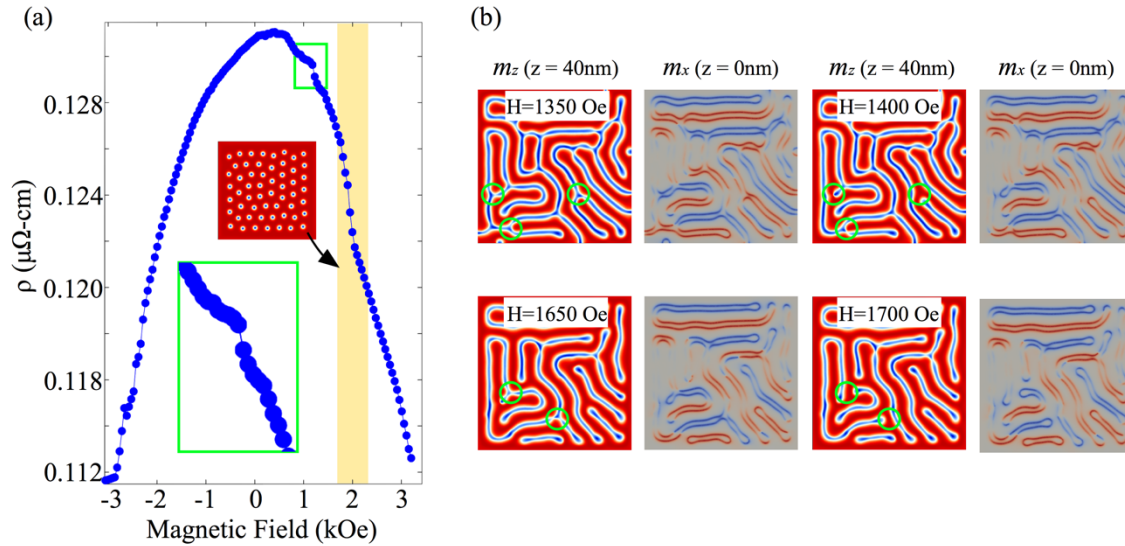 (a)
(b)
ρ (μΩ-cm)
0.128
0.124
0.120
0.118
0.112
-3 -2 -1 0 1 2 3
Magnetic Field (kOe)
mz (z = 40nm) mx (z = 0nm) mz (z = 40nm) mx (z = 0nm)
H=1350 Oe H=1400 Oe
H=1650 Oe H=1700 Oe